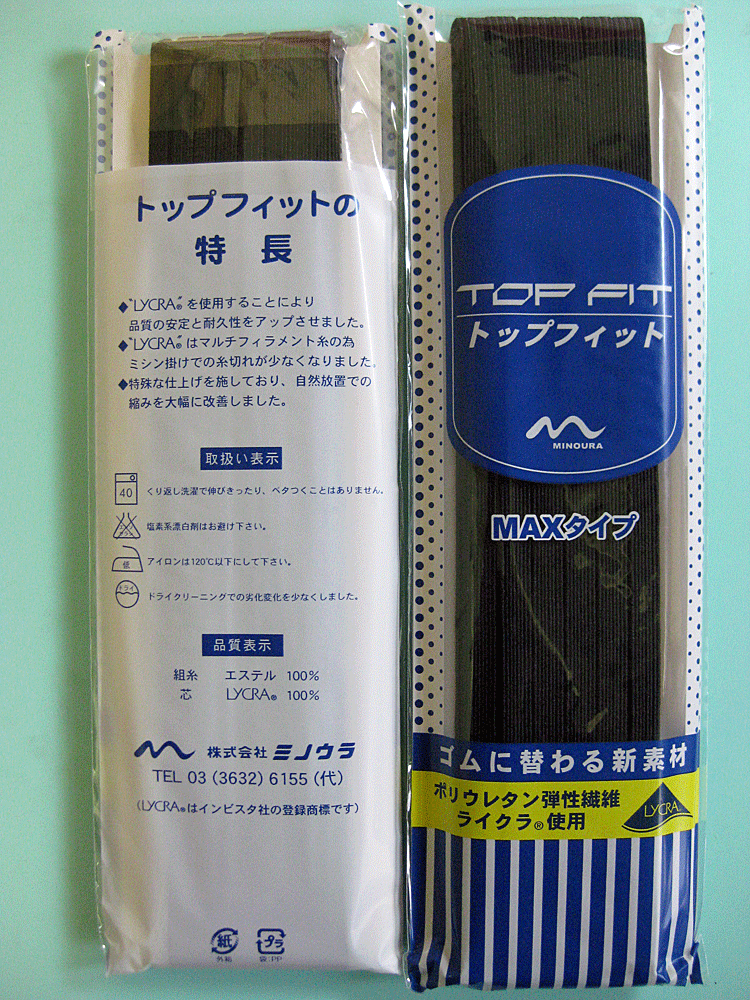 トップフィットの
特長
◆"LYCRA"®を使用することにより
品質の安定と耐久性をアップさせました。
◆"LYCRA"®はマルチフィラメント糸の為
ミシン掛けでの糸切れが少なくなりました。
◆特殊な仕上げを施しており、自然放置での
縮みを大幅に改善しました。
取扱い表示
40
くり返し洗濯で伸びきったり、ベタつくことはありません。
エンソ
サラシ
塩素系漂白剤はお避け下さい。
低
アイロンは120℃以下にして下さい。
ドライ
ドライクリーニングでの劣化変化を少なくしました。
品質表示
組糸 エステル 100%
芯 LYCRA® 100%
株式会社ミノウラ
TEL 03 (3632) 6155 (代)
(LYCRA®はインビスタ社の登録商標です)
紙
外給
プラ
袋:PP
TOP FIT
トップフィット
MINOURA
MAXタイプ
ゴムに替わる新素材
ポリウレタン弾性繊維
ライクラ®使用
LYCRA